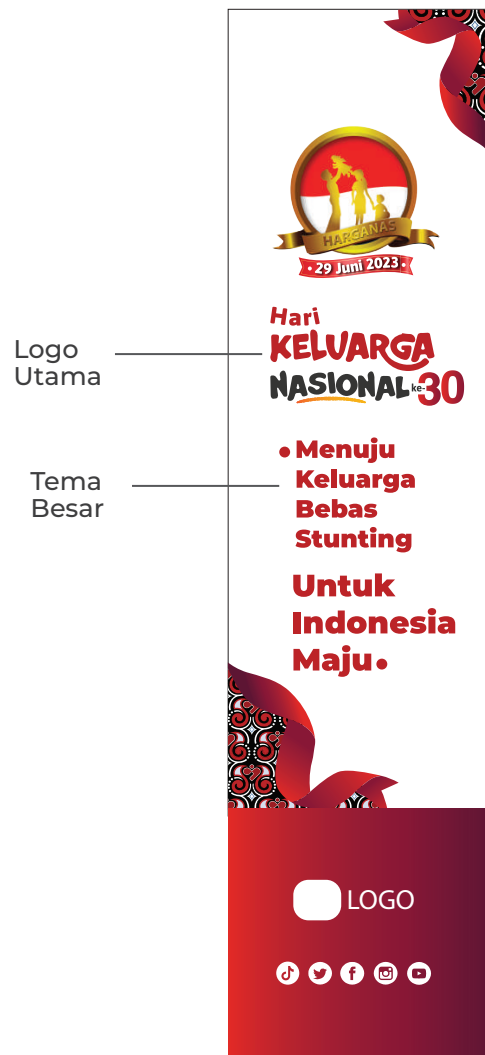 HARGANAS
• 29 Juni 2023 •
Hari
KELUARGA
NASIONAL ke-30
Logo
Utama
• Menuju
Keluarga
Bebas
Stunting
Tema
Besar
Untuk
Indonesia
Maju •
LOGO